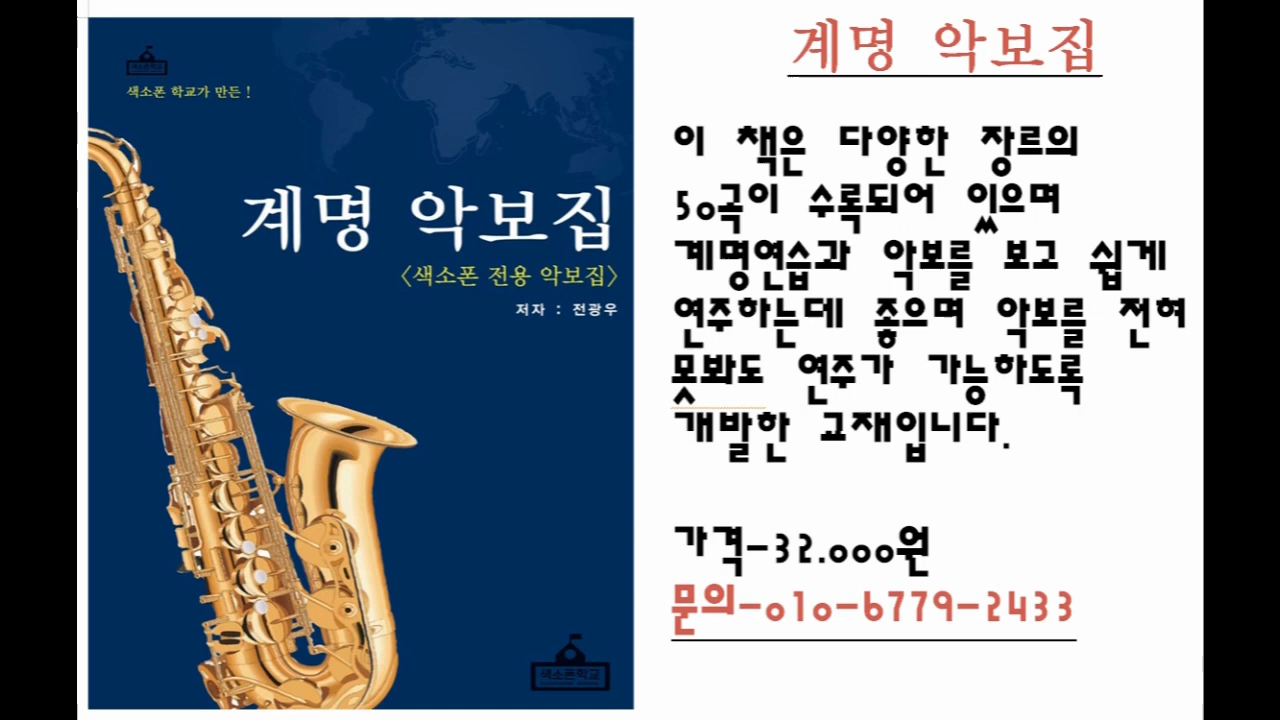 색소폰학교
색소폰 학교가 만든 !
계명 악보집
<색소폰 전용 악보집>
저자 : 전광우
색소폰학교
계명 악보집
이 책은 다양한 장르의
50곡이 수록되어 있으며
계명연습과 악보를 보고 쉽게
연주하는데 좋으며 악보를 전혀
못봐도 연주가 가능하도록
개발한 교재입니다.
가격-32.000원
문의-010-6779-2433